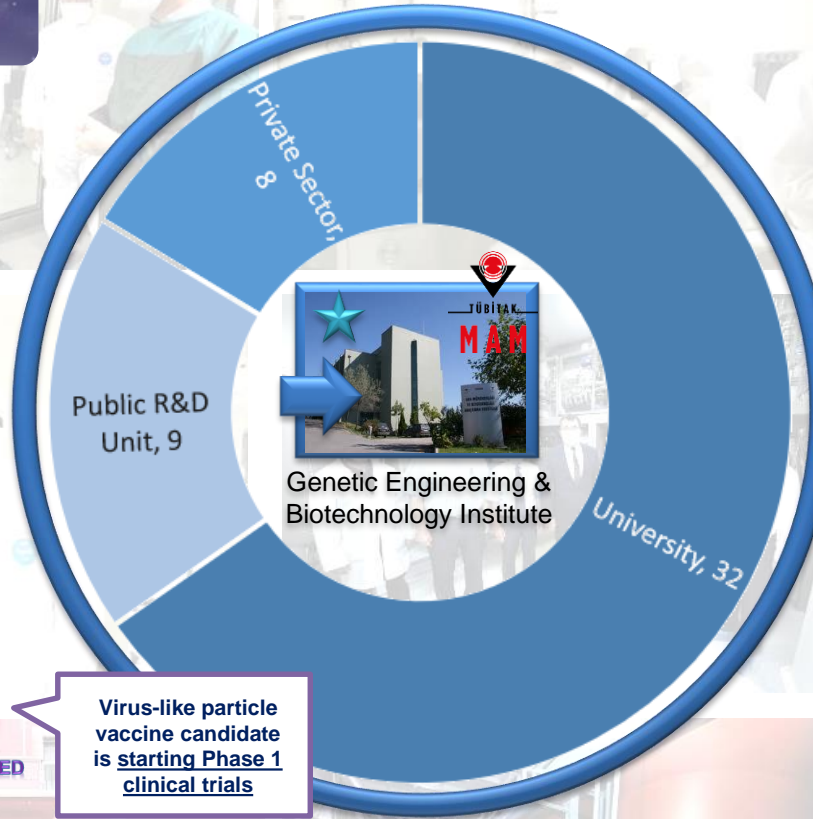 Private Sector,
8
TÜBİTAK
MAM
Public R&D
Unit, 9
Genetic Engineering &
Biotechnology Institute
University, 32
Virus-like particle
vaccine candidate
is starting Phase 1
clinical trials
ED